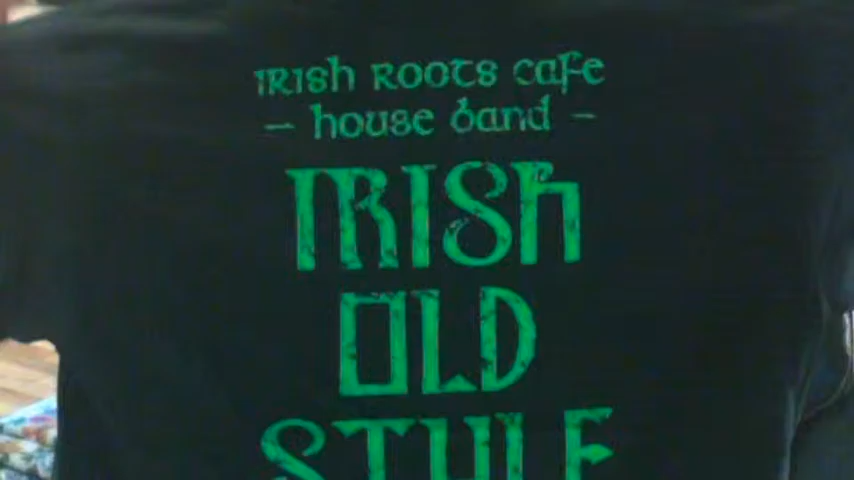 IRISh ROOTS cafe
- house band -
IRISh
OLD
STYLE